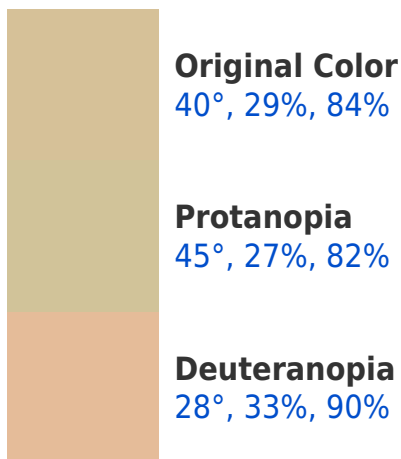 Original Color
40°, 29%, 84%
Protanopia
45°, 27%, 82%
Deuteranopia
28°, 33%, 90%